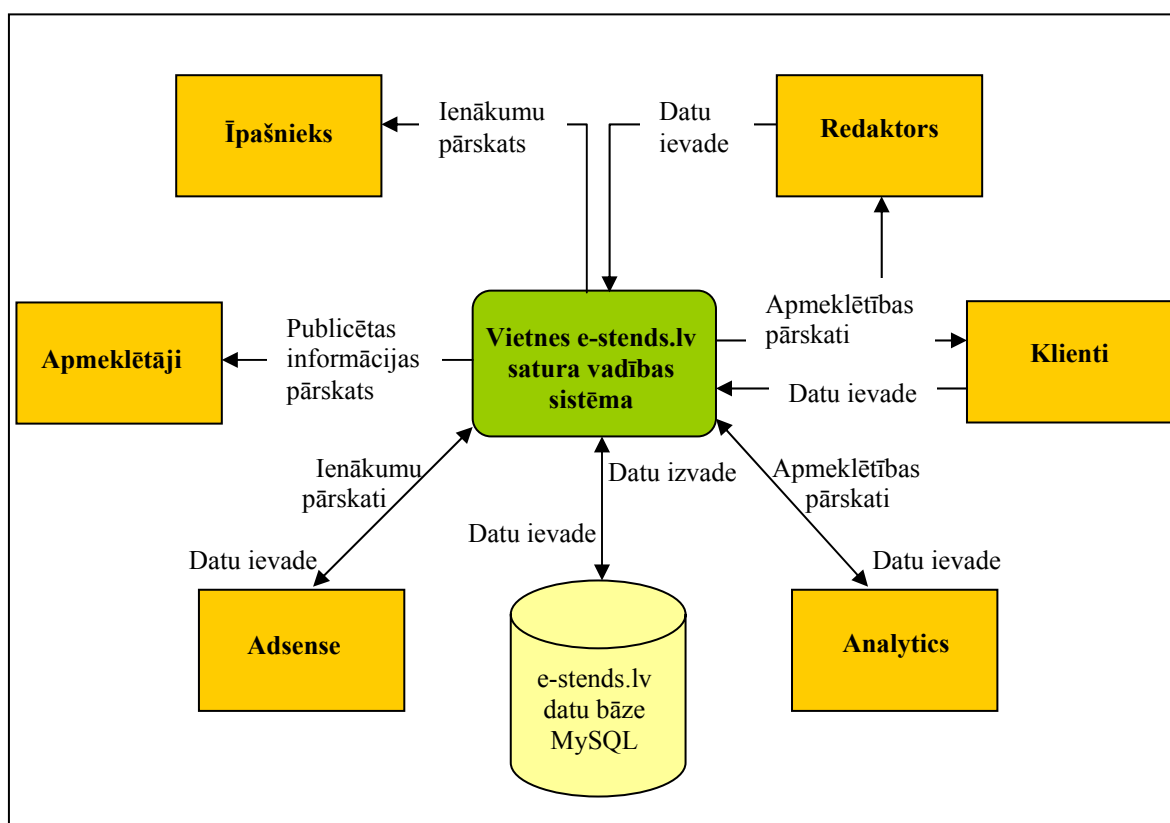 Īpašnieks
Ienākumu
pārskats
Datu
ievade
Redaktors
Apmeklētāji
Publicētas
informācijas
pārskats
Vietnes e-stends.lv
satura vadības
sistēma
Apmeklētības
pārskati
Datu ievade
Klienti
Ienākumu
pārskati
Datu ievade
Adsense
Datu izvade
Datu ievade
e-stends.lv
datu bāze
MySQL
Apmeklētības
pārskati
Datu ievade
Analytics